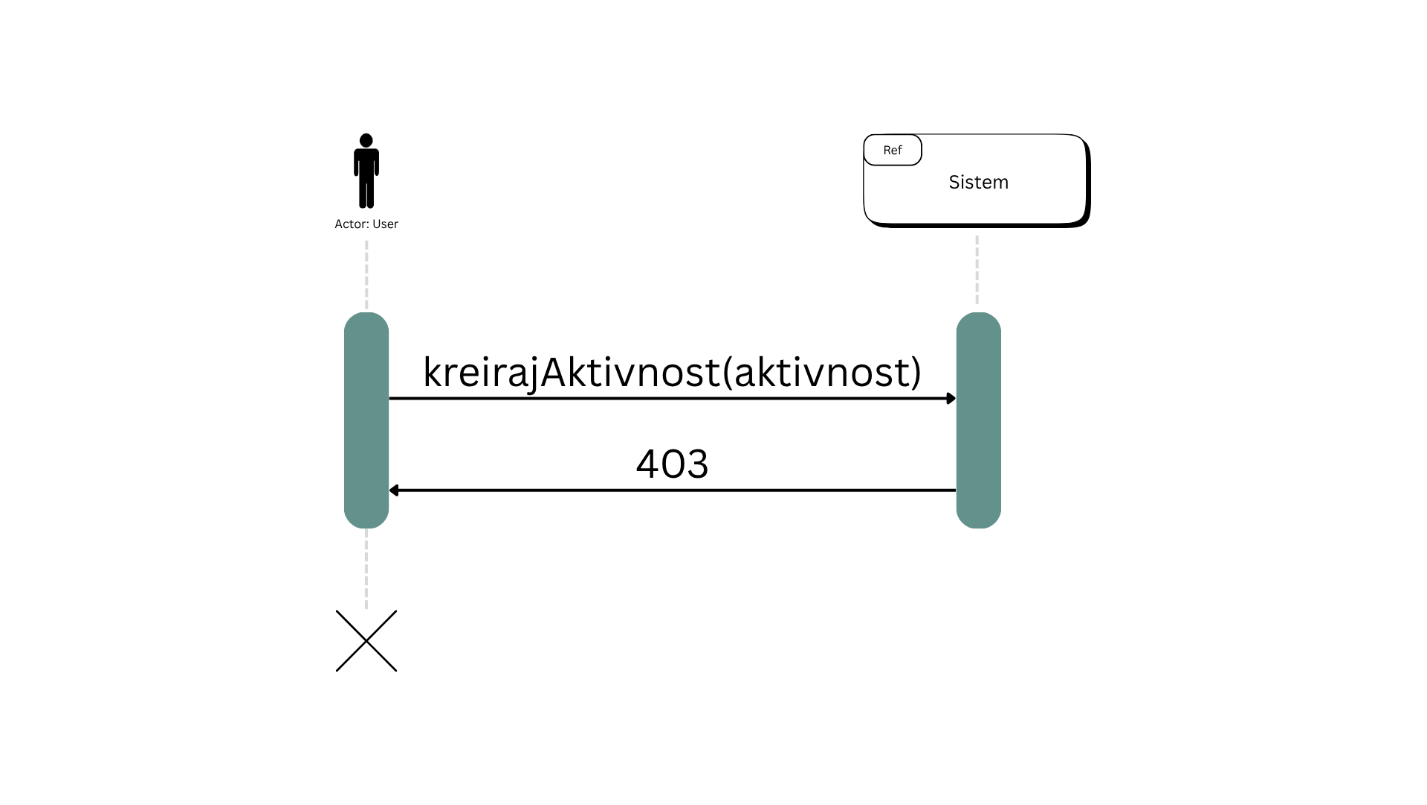 Ref
Sistem
Actor: User
kreirajAktivnost(aktivnost)
403